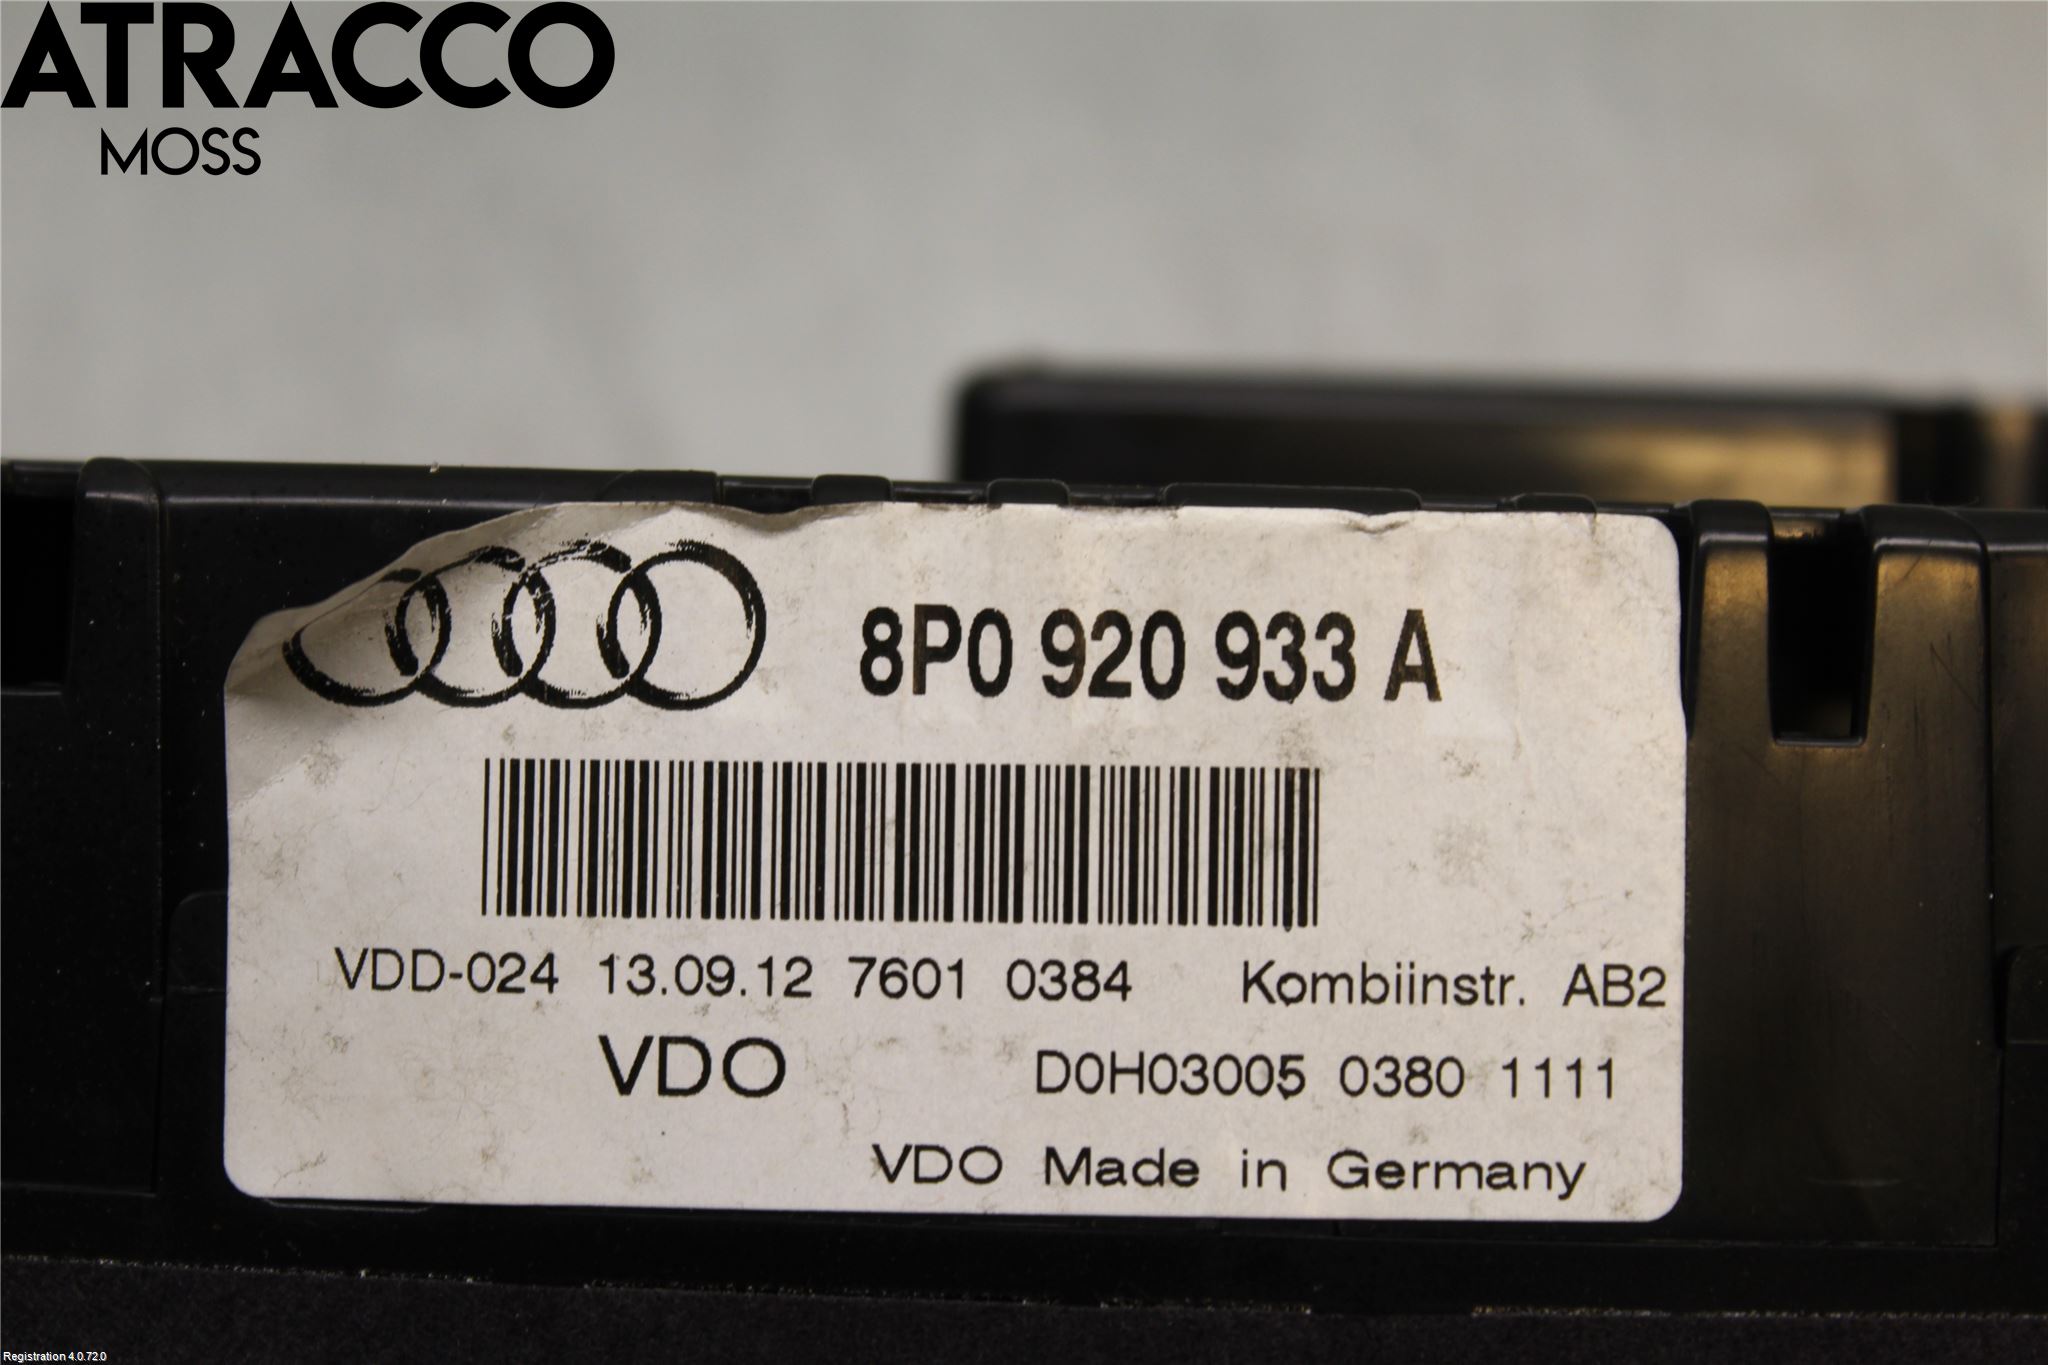 ATRACCO
MOSS
8P0 920 933 A
VDD-024 13.09.12 7601 0384 Kombiinstr. AB2
VDO D0H03005 0380 1111
VDO Made in Germany
Registration 4.0.72.0